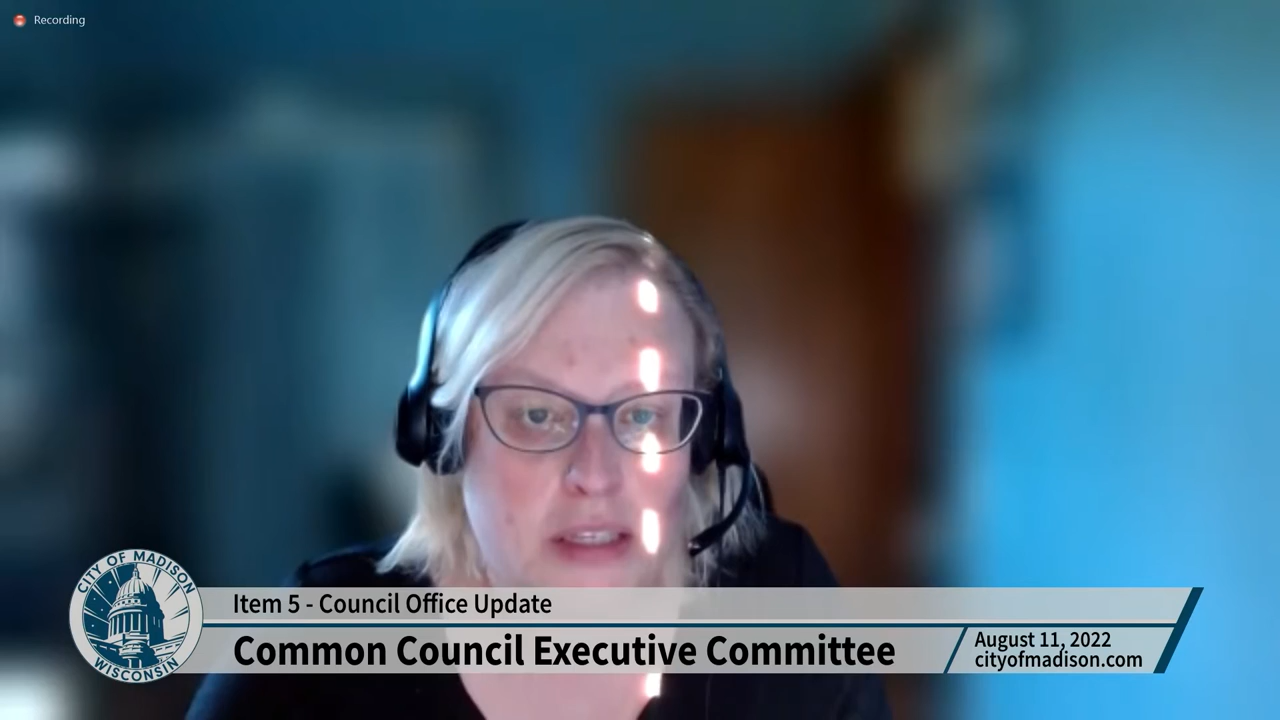 Recording
Item 5 - Council Office Update
Common Council Executive Committee
August 11, 2022
cityofmadison.com
CITY OF MADISON
WISCONSIN